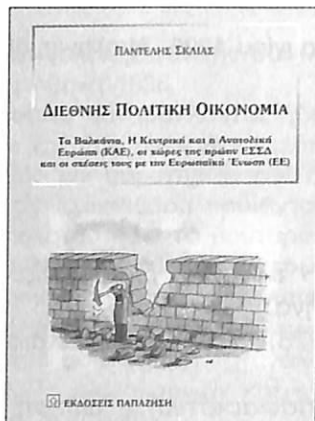 ΠΑΝΤΕΛΗΣ ΣΚΛΙΑΣ
ΔΙΕΘΝΗΣ ΠΟΛΙΤΙΚΗ ΟΙΚΟΝΟΜΙΑ
Τα Βαλκάνια, Η Κεντρική και η Ανατολική
Ευρώπη (ΚΑΕ), οι χώρες της πρώην ΕΣΣΔ
και οι σχέσεις τους με την Ευρωπαϊκή Ένωση (ΕΕ)
ΕΚΔΟΣΕΙΣ ΠΑΠΑΖΗΣΗ